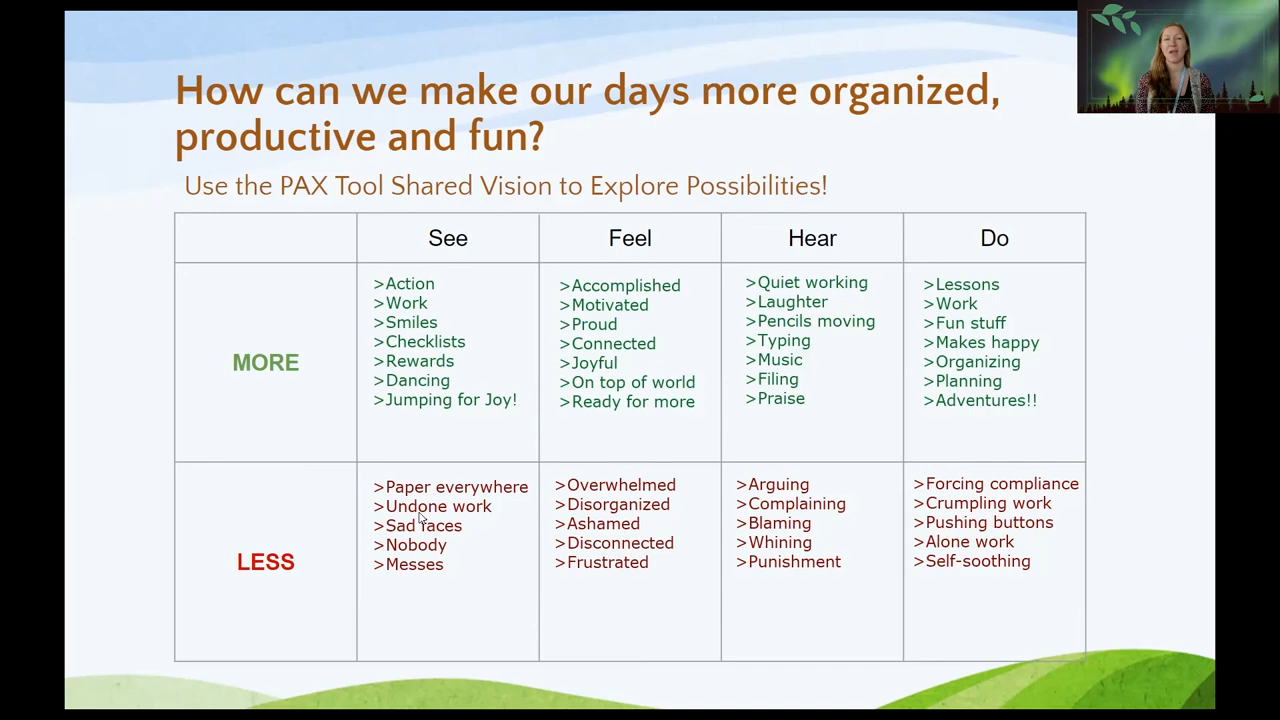 How can we make our days more organized,
productive and fun?
Use the PAX Tool Shared Vision to Explore Possibilities!
See
Feel
Hear
Do
MORE
>Action
>Work
>Smiles
>Checklists
>Rewards
>Dancing
>Jumping for Joy!
>Accomplished
>Motivated
>Proud
>Connected
>Joyful
>On top of world
>Ready for more
>Quiet working
>Laughter
>Pencils moving
>Typing
>Music
>Filing
>Praise
>Lessons
>Work
>Fun stuff
>Makes happy
>Organizing
>Planning
>Adventures!!
LESS
>Paper everywhere
>Undone work
>Sad faces
>Nobody
>Messes
>Overwhelmed
>Disorganized
>Ashamed
>Disconnected
>Frustrated
>Arguing
>Complaining
>Blaming
>Whining
>Punishment
>Forcing compliance
>Crumpling work
>Pushing buttons
>Alone work
>Self-soothing